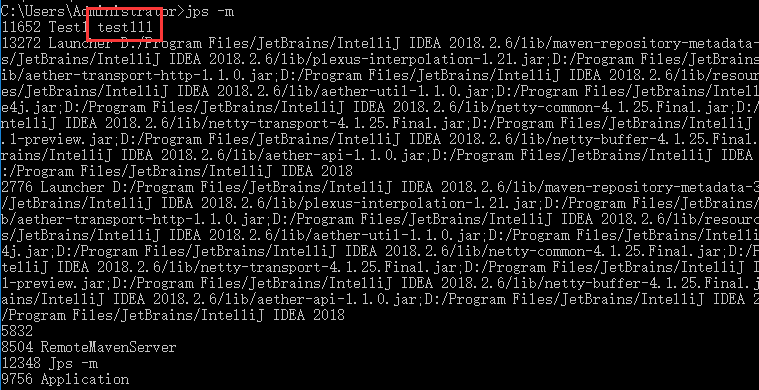 C:\Users\Administrator>jps -m
11652 Test1 test111
13272 Launcher D:/Program Files/JetBrains/IntelliJ IDEA 2018.2.6/lib/maven-repository-metadata-
s/JetBrains/IntelliJ IDEA 2018.2.6/lib/plexus-interpolation-1.21.jar;D:/Program Files/JetBrains
ib/aether-transport-http-1.1.0.jar;D:/Program Files/JetBrains/IntelliJ IDEA 2018.2.6/lib/resour
es/JetBrains/IntelliJ IDEA 2018.2.6/lib/aether-util-1.1.0.jar;D:/Program Files/JetBrains/Intell
e4j.jar;D:/Program Files/JetBrains/IntelliJ IDEA 2018.2.6/lib/netty-common-4.1.25.Final.jar;D:/
ntelliJ IDEA 2018.2.6/lib/netty-transport-4.1.25.Final.jar;D:/Program Files/JetBrains/IntelliJ
.1-preview.jar;D:/Program Files/JetBrains/IntelliJ IDEA 2018.2.6/lib/netty-buffer-4.1.25.Final.
rains/IntelliJ IDEA 2018.2.6/lib/aether-api-1.1.0.jar;D:/Program Files/JetBrains/IntelliJ IDEA
:/Program Files/JetBrains/IntelliJ IDEA 2018
2776 Launcher D:/Program Files/JetBrains/IntelliJ IDEA 2018.2.6/lib/maven-repository-metadata-3
/JetBrains/IntelliJ IDEA 2018.2.6/lib/plexus-interpolation-1.21.jar;D:/Program Files/JetBrains/
b/aether-transport-http-1.1.0.jar;D:/Program Files/JetBrains/IntelliJ IDEA 2018.2.6/lib/resourc
s/JetBrains/IntelliJ IDEA 2018.2.6/lib/aether-util-1.1.0.jar;D:/Program Files/JetBrains/Intelli
4j.jar;D:/Program Files/JetBrains/IntelliJ IDEA 2018.2.6/lib/netty-common-4.1.25.Final.jar;D:/P
telliJ IDEA 2018.2.6/lib/netty-transport-4.1.25.Final.jar;D:/Program Files/JetBrains/IntelliJ I
1-preview.jar;D:/Program Files/JetBrains/IntelliJ IDEA 2018.2.6/lib/netty-buffer-4.1.25.Final.j
ains/IntelliJ IDEA 2018.2.6/lib/aether-api-1.1.0.jar;D:/Program Files/JetBrains/IntelliJ IDEA 2
/Program Files/JetBrains/IntelliJ IDEA 2018
5832
8504 RemoteMavenServer
12348 Jps -m
9756 Application